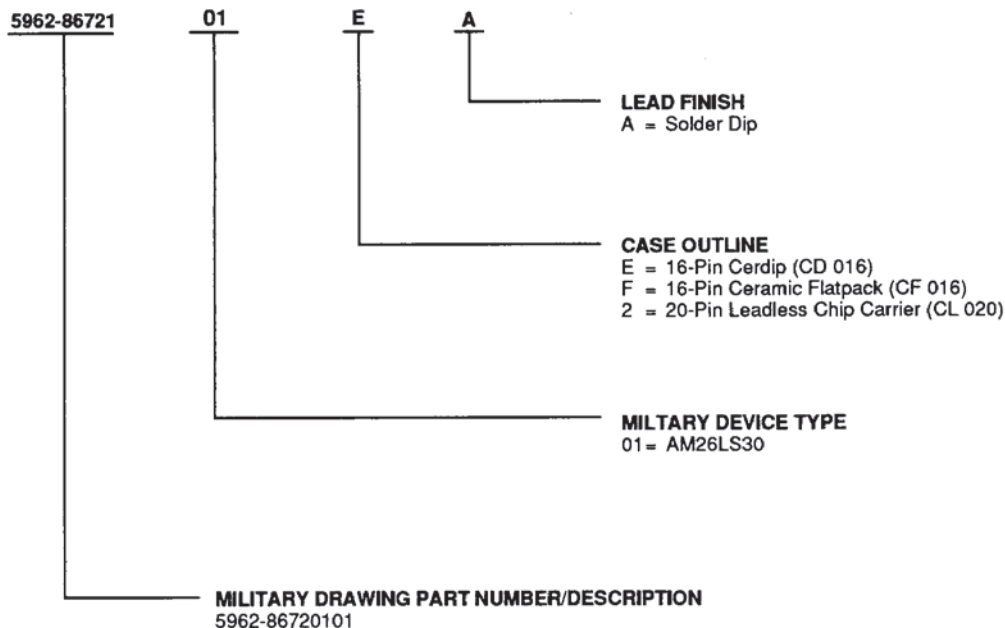 5962-86721 01 E A
LEAD FINISH
A = Solder Dip
CASE OUTLINE
E = 16-Pin Cerdip (CD 016)
F = 16-Pin Ceramic Flatpack (CF 016)
2 = 20-Pin Leadless Chip Carrier (CL 020)
MILTARY DEVICE TYPE
01= AM26LS30
MILITARY DRAWING PART NUMBER/DESCRIPTION
5962-86720101